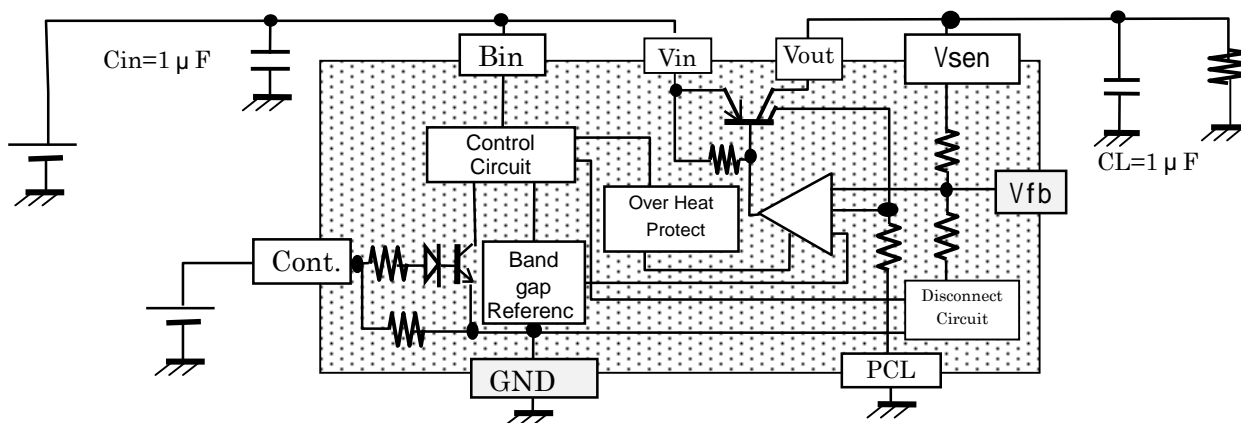 Cin=1μF
Bin
Vin
Vout
Vsen
CL=1μF
Control
Circuit
Over Heat
Protect
Vfb
Cont.
Band
gap
Referenc
Disconnect
Circuit
GND
PCL